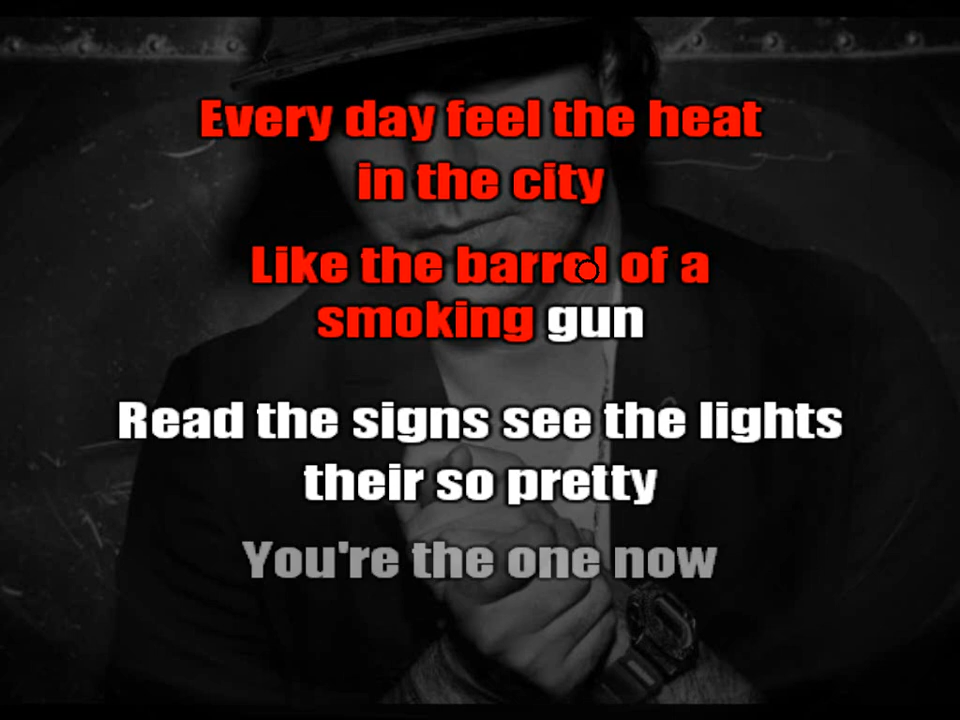 Every day feel the heat
in the city
Like the barrel of a
smoking gun
Read the signs see the lights
their so pretty
You're the one now